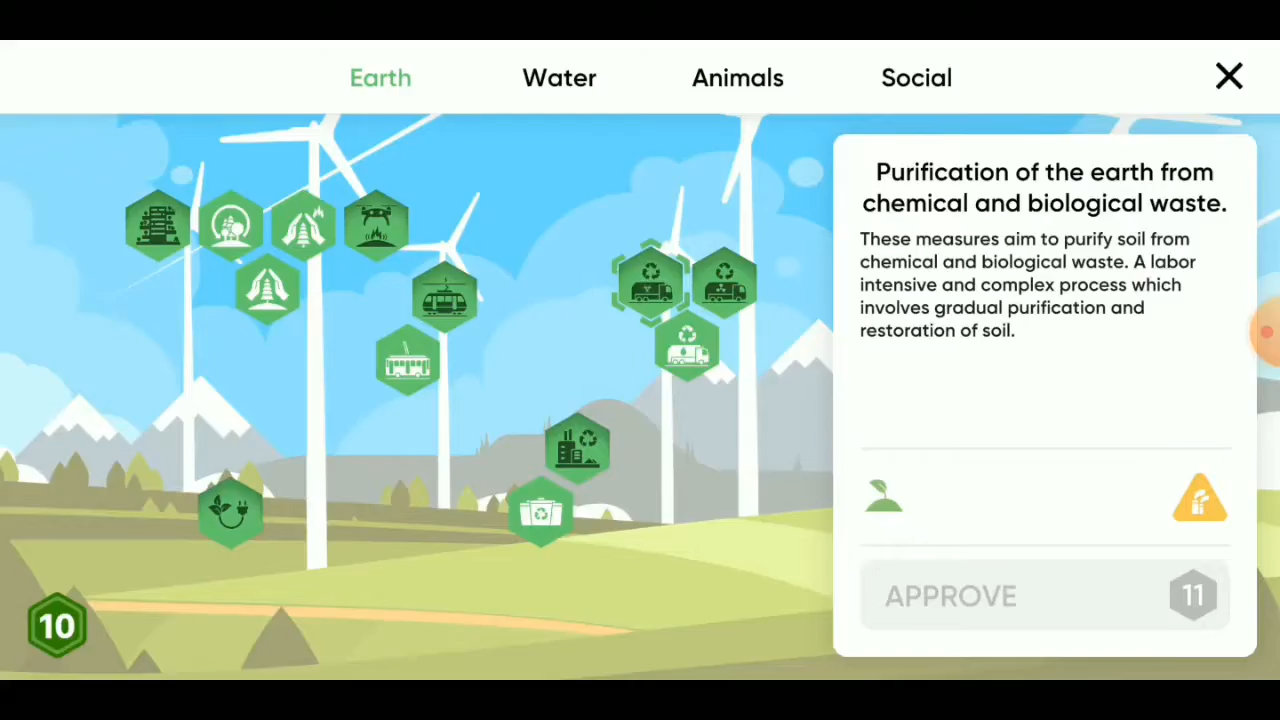 Earth Water Animals Social
Purification of the earth from
chemical and biological waste.
These measures aim to purify soil from
chemical and biological waste. A labor
intensive and complex process which
involves gradual purification and
restoration of soil.
APPROVE 11
10